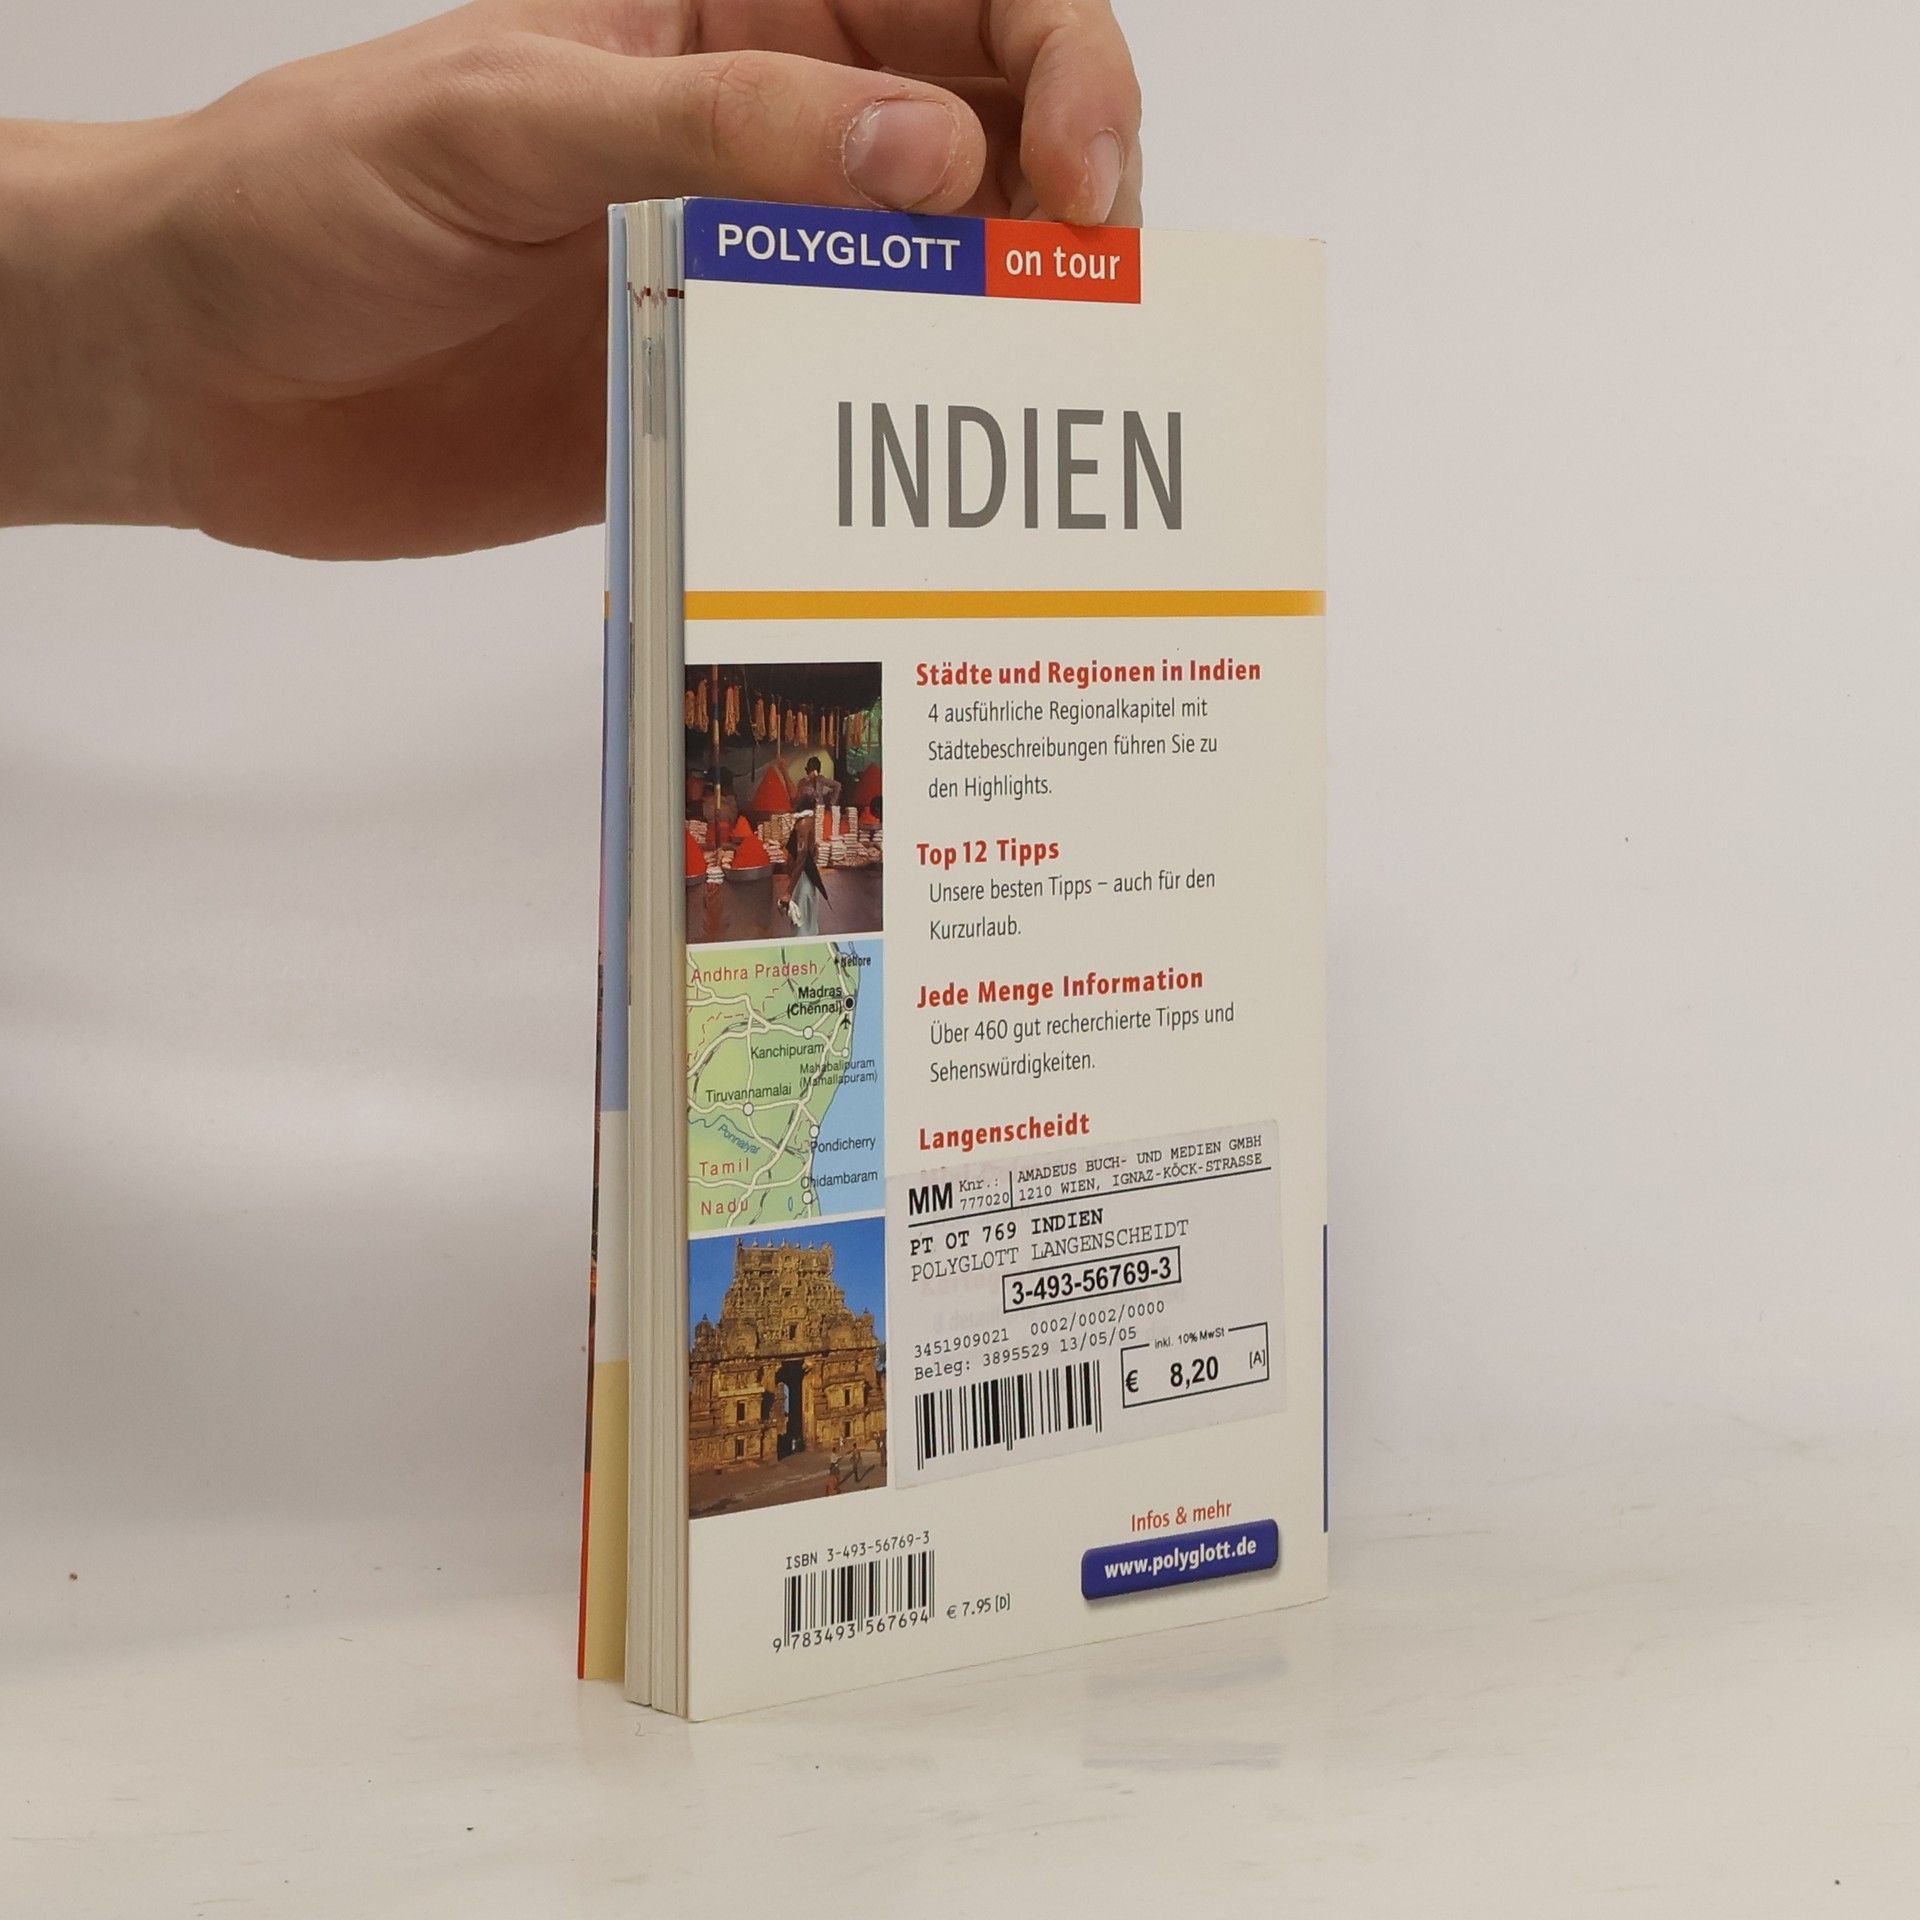 POLYGLOTT on tour
INDIEN
Städte und Regionen in Indien
4 ausführliche Regionalkapitel mit
Städtebeschreibungen führen Sie zu
den Highlights.
Top 12 Tipps
Unsere besten Tipps – auch für den
Kurzurlaub.
Jede Menge Information
Über 460 gut recherchierte Tipps und
Sehenswürdigkeiten.
Langenscheidt
Andhra Pradesh
Nellore
Madras
(Chennai)
Kanchipuram
Mahabalipuram
(Mamallapuram)
Tiruvannamalai
Ponnaiyar
Pondicherry
Tamil
Chidambaram
Nadu
MM Knr.: AMADEUS BUCH- UND MEDIEN GMBH
777020 1210 WIEN, IGNAZ-KÖCK-STRASSE
PT OT 769 INDIEN
POLYGLOTT LANGENSCHEIDT
3-493-56769-3
3451909021 0002/0002/0000
Beleg: 3895529 13/05/05
inkl. 10% MwSt
€ 8,20 [A]
Infos & mehr
www.polyglott.de
ISBN 3-493-56769-3
9 783493 567694
€ 7.95 [D]